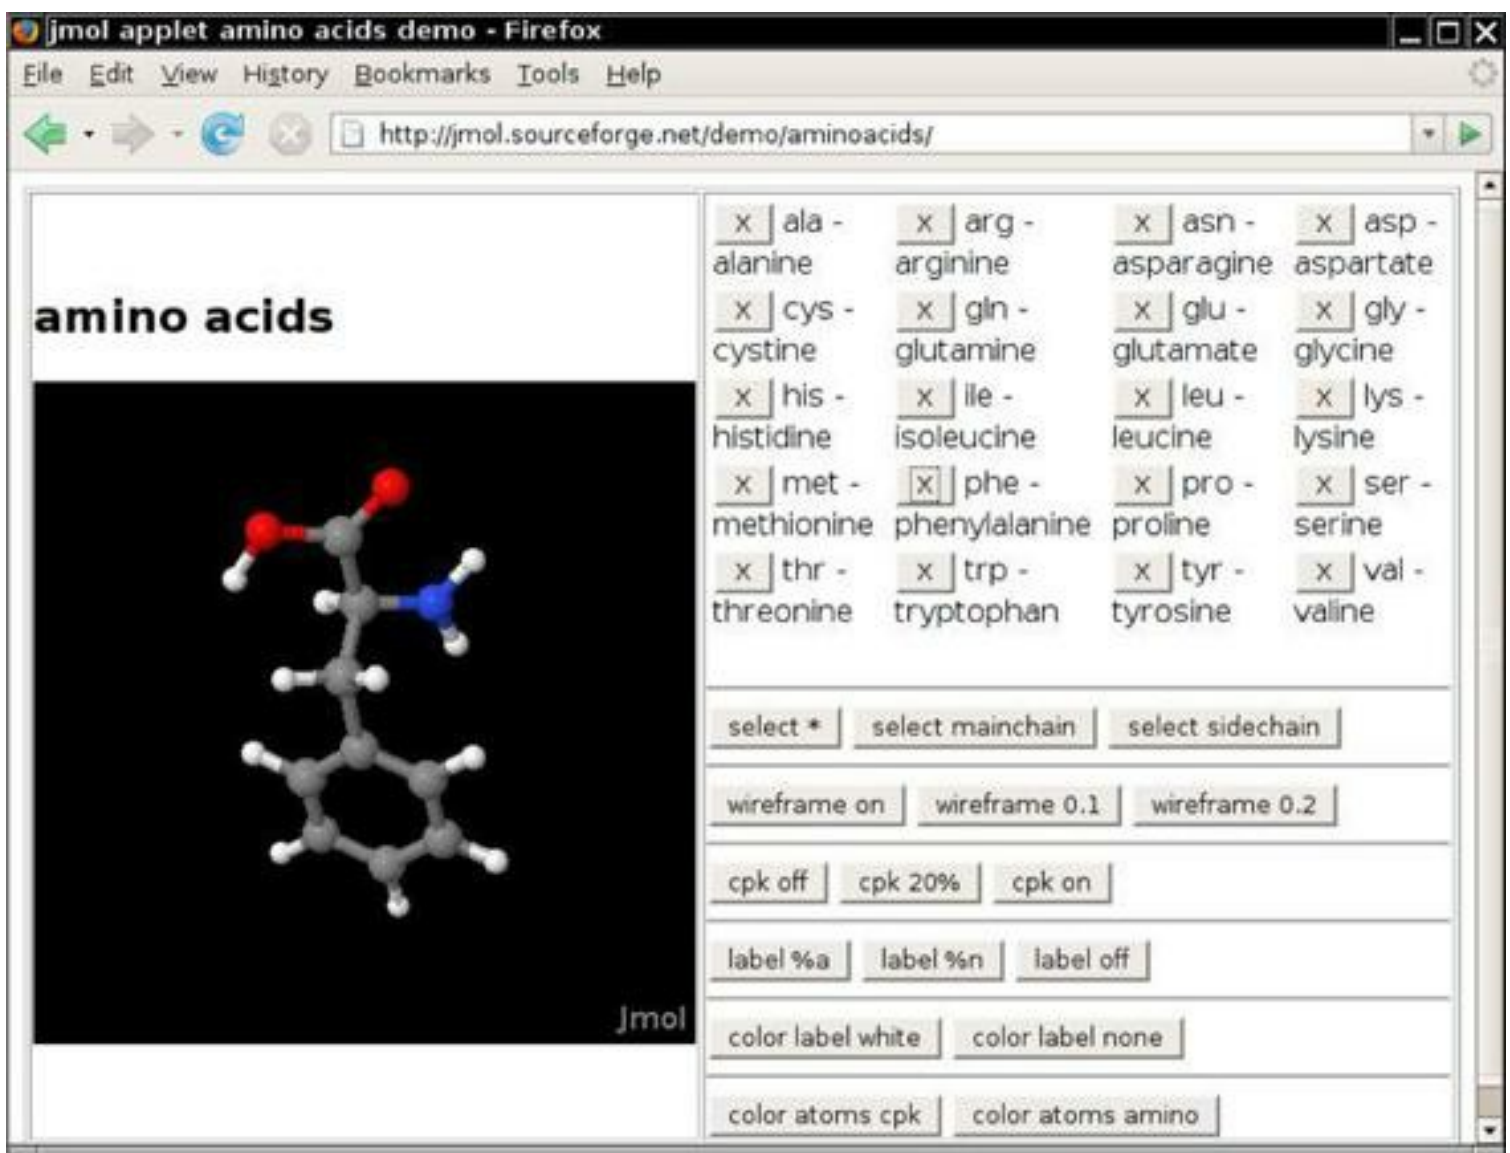 jmol applet amino acids demo - Firefox
File Edit View History Bookmarks Tools Help
http://jmol.sourceforge.net/demo/aminoacids/
amino acids
Jmol
X ala - X arg - X asn - X asp -
alanine arginine asparagine aspartate
X cys - X gln - X glu - X gly -
cystine glutamine glutamate glycine
X his - X ile - X leu - X lys -
histidine isoleucine leucine lysine
X met - X phe - X pro - X ser -
methionine phenylalanine proline serine
X thr - X trp - X tyr - X val -
threonine tryptophan tyrosine valine
select * select mainchain select sidechain
wireframe on wireframe 0.1 wireframe 0.2
cpk off cpk 20% cpk on
label %a label %n label off
color label white color label none
color atoms cpk color atoms amino